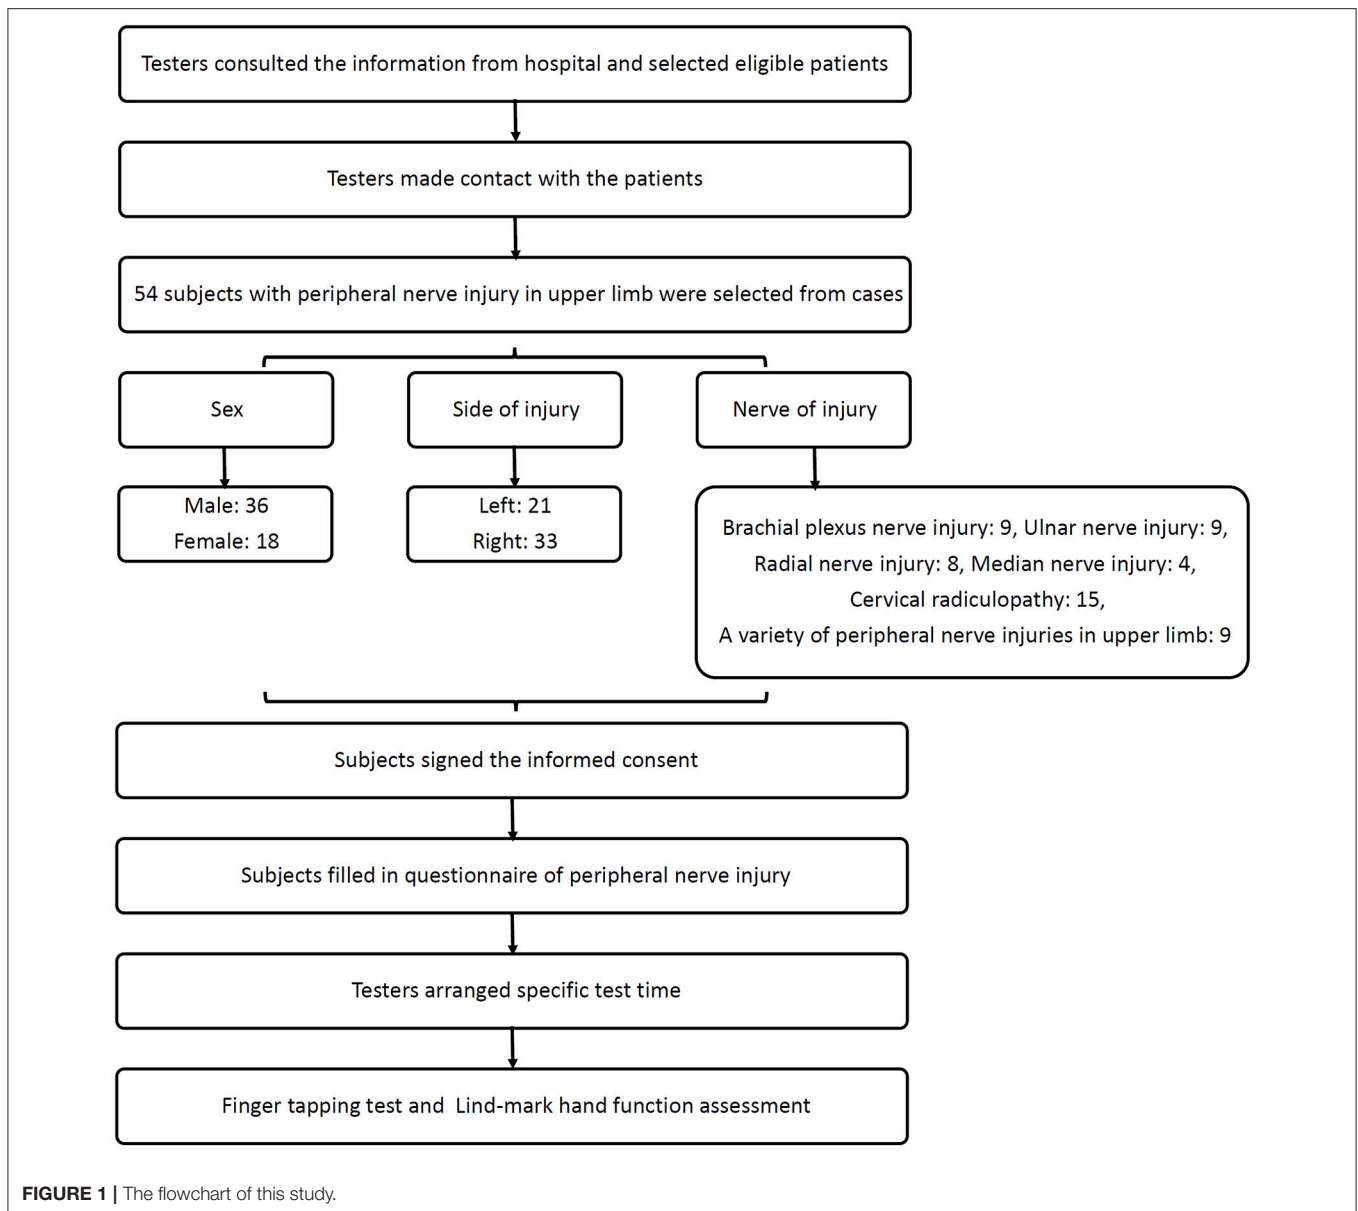 Testers consulted the information from hospital and selected eligible patients
Testers made contact with the patients
54 subjects with peripheral nerve injury in upper limb were selected from cases
Sex
Side of injury
Nerve of injury
Male: 36
Female: 18
Left: 21
Right: 33
Brachial plexus nerve injury: 9, Ulnar nerve injury: 9,
Radial nerve injury: 8, Median nerve injury: 4,
Cervical radiculopathy: 15,
A variety of peripheral nerve injuries in upper limb: 9
Subjects signed the informed consent
Subjects filled in questionnaire of peripheral nerve injury
Testers arranged specific test time
Finger tapping test and Lind-mark hand function assessment
FIGURE 1 | The flowchart of this study.